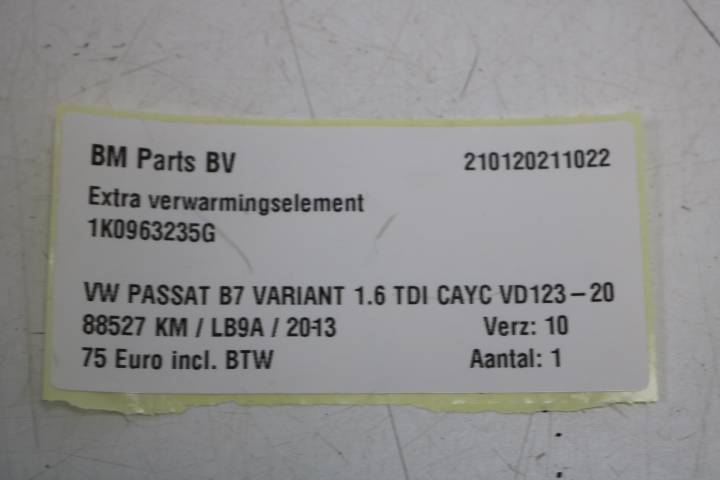 BM Parts BV 210120211022
Extra verwarmingselement
1K0963235G
VW PASSAT B7 VARIANT 1.6 TDI CAYC VD123-20
88527 KM / LB9A / 2013 Verz: 10
75 Euro incl. BTW Aantal: 1